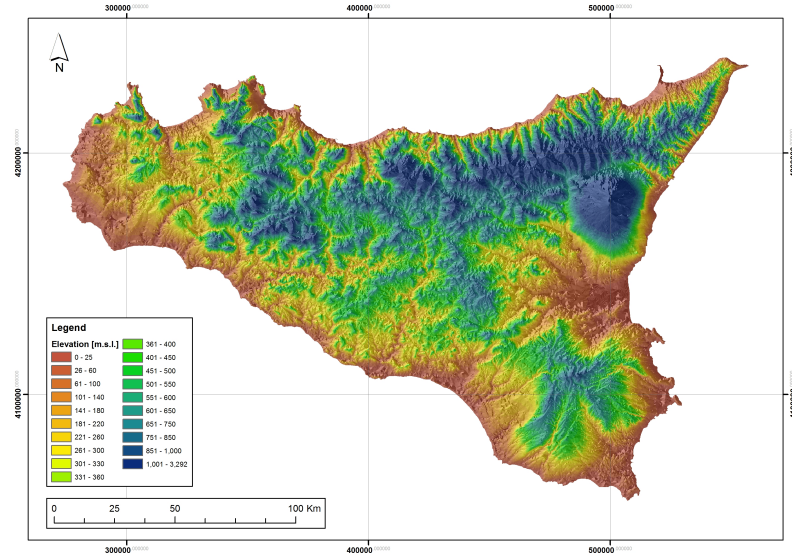 300000 400000 500000
N
4200000 4200000
4100000 4100000
Legend
Elevation [m.s.l.]
0 - 25
26 - 60
61 - 100
101 - 140
141 - 180
181 - 220
221 - 260
261 - 300
301 - 330
331 - 360
361 - 400
401 - 450
451 - 500
501 - 550
551 - 600
601 - 650
651 - 750
751 - 850
851 - 1,000
1,001 - 3,292
0 25 50 100 Km
300000 400000 500000